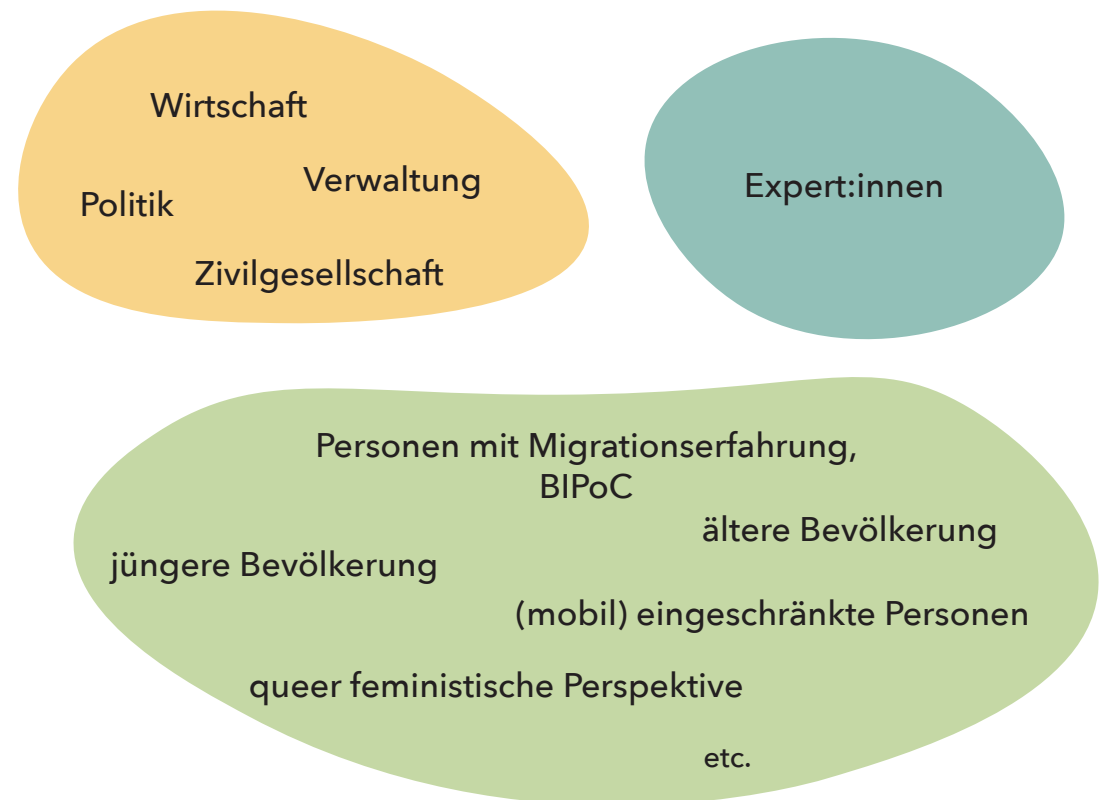 Wirtschaft
Verwaltung
Politik
Zivilgesellschaft
Expert:innen
Personen mit Migrationserfahrung,
BIPoC
ältere Bevölkerung
jüngere Bevölkerung
(mobil) eingeschränkte Personen
queer feministische Perspektive
etc.